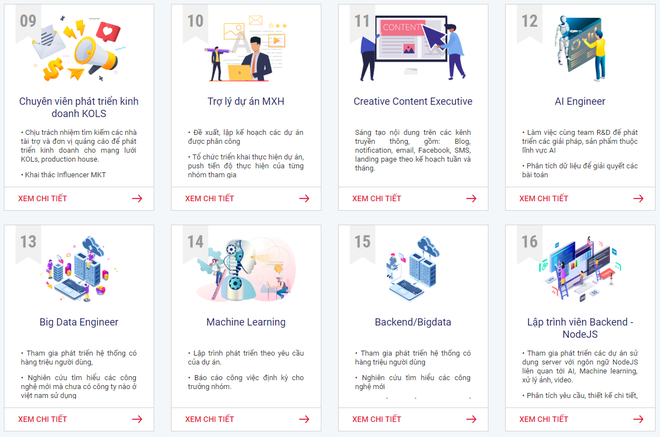 09
Chuyên viên phát triển kinh
doanh KOLS
• Chịu trách nhiệm tìm kiếm các nhà
tài trợ và đơn vị quảng cáo để phát
triển kinh doanh cho mạng lưới
KOLs, production house.
• Khai thác Influencer MKT
XEM CHI TIẾT
10
Trợ lý dự án MXH
• Đề xuất, lập kế hoạch các dự án
được phân công
• Tổ chức triển khai thực hiện dự án,
push tiến độ thực hiện của từng
nhóm tham gia
XEM CHI TIẾT
11
CONTENT
Creative Content Executive
Sáng tạo nội dung trên các kênh
truyền thông, gồm: Blog,
notification, email, Facebook, SMS,
landing page theo kế hoạch tuần và
tháng.
XEM CHI TIẾT
12
AI Engineer
• Làm việc cùng team R&D để phát
triển các giải pháp, sản phẩm thuộc
lĩnh vực AI
• Phân tích dữ liệu để giải quyết các
bài toán
XEM CHI TIẾT
13
Big Data Engineer
• Tham gia phát triển hệ thống có
hàng triệu người dùng,
• Nghiên cứu tìm hiểu các công
nghệ mới mà chưa có công ty nào ở
việt nam sử dụng
XEM CHI TIẾT
14
Machine Learning
• Lập trình phát triển theo yêu cầu
của dự án.
• Báo cáo công việc định kỳ cho
trưởng nhóm.
XEM CHI TIẾT
15
Backend/Bigdata
• Tham gia phát triển hệ thống có
hàng triệu người dùng
• Nghiên cứu tìm hiểu các công
nghệ mới
XEM CHI TIẾT
16
Lập trình viên Backend -
NodeJS
• Tham gia phát triển các dự án sử
dụng server với ngôn ngữ NodeJS
liên quan tới AI, Machine learning,
xử lý ảnh, video.
• Phân tích yêu cầu, thiết kế chi tiết,
XEM CHI TIẾT